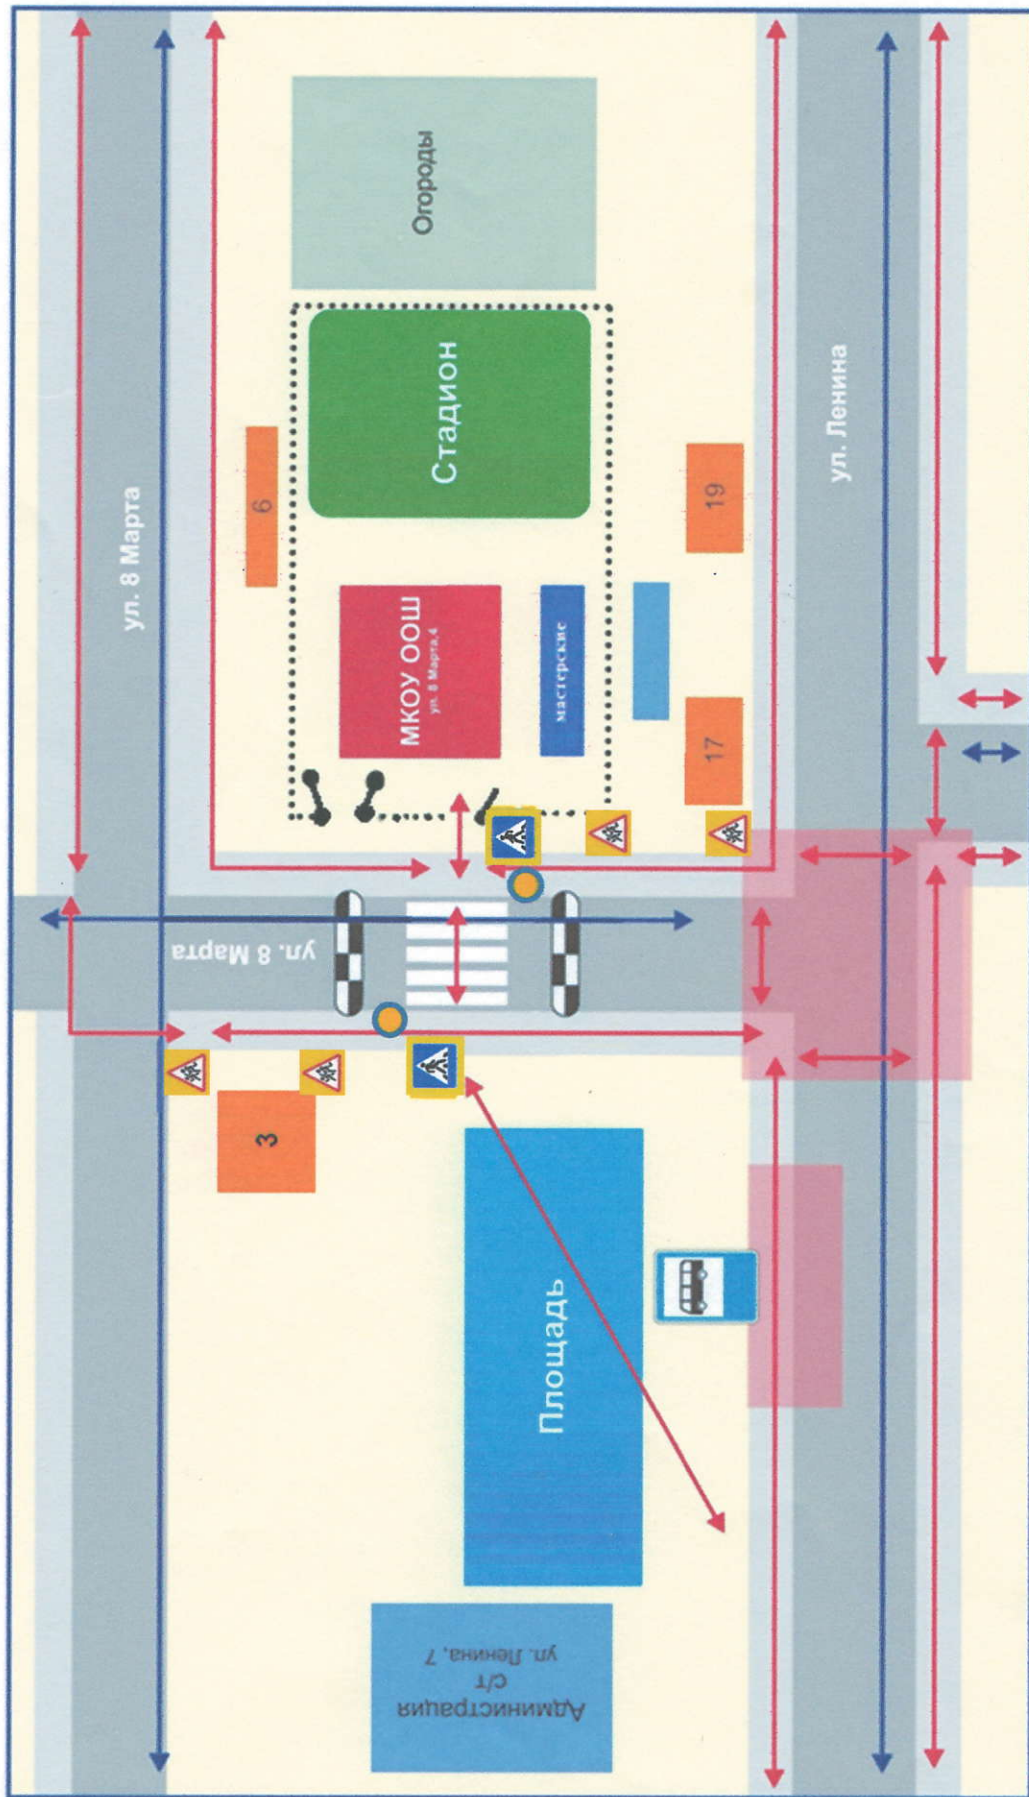 ул. 8 Марта
Огороды
Стадион
6
МКОУ ООШ
ул. 8 Марта,4
мастерские
19
17
ул. Ленина
ул. 8 Марта
3
Площадь
Администрация
С/Т
ул. Ленина, 7